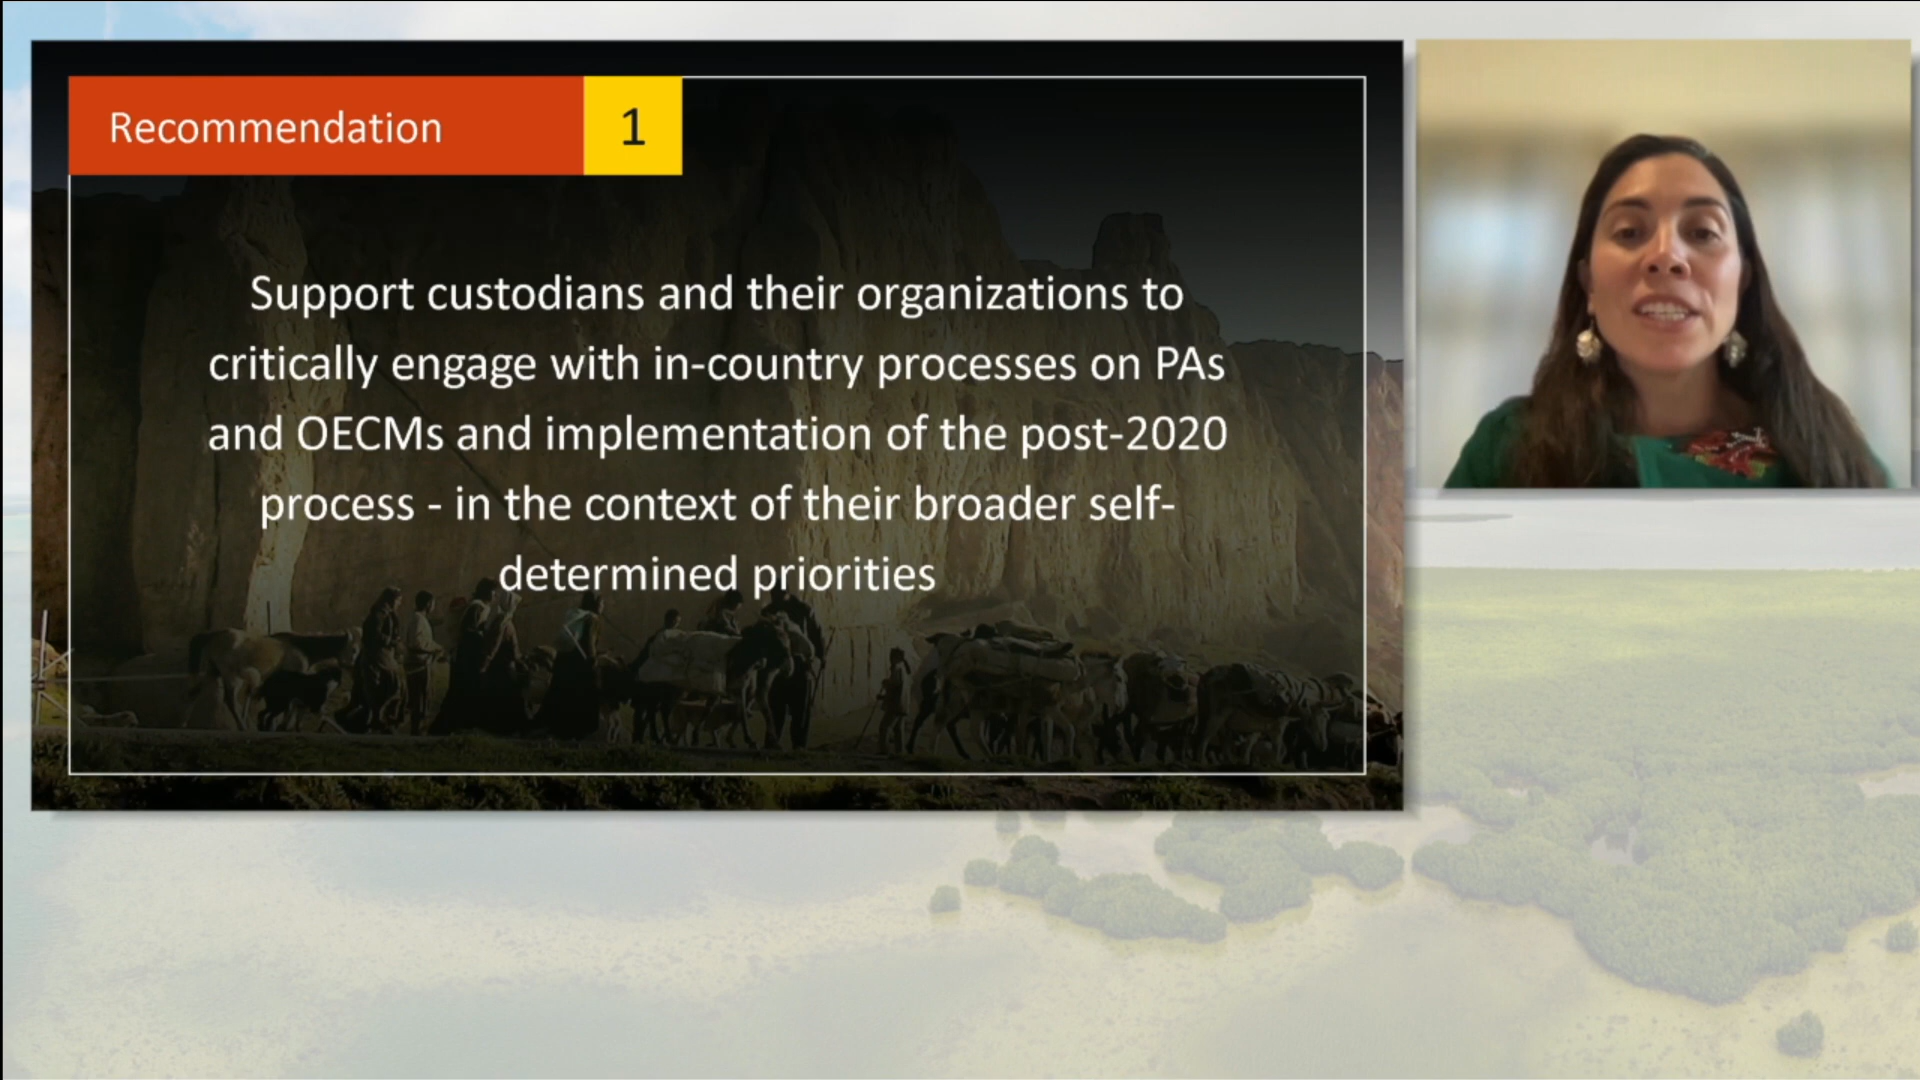 Recommendation 1
Support custodians and their organizations to
critically engage with in-country processes on PAs
and OECMs and implementation of the post-2020
process - in the context of their broader self-
determined priorities